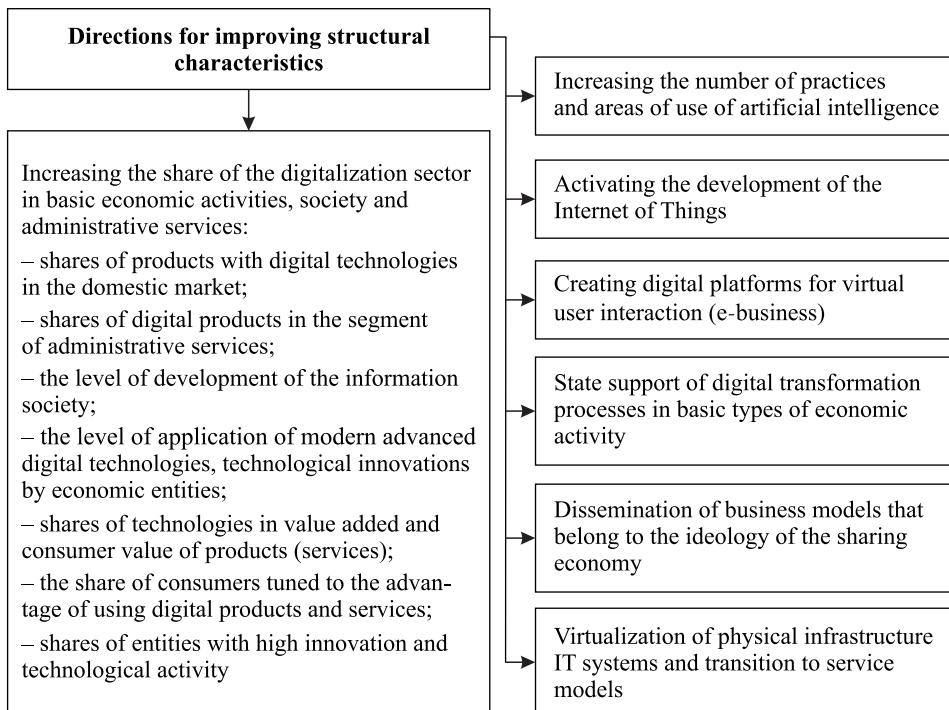 Directions for improving structural
characteristics
Increasing the share of the digitalization sector
in basic economic activities, society and
administrative services:
– shares of products with digital technologies
in the domestic market;
– shares of digital products in the segment
of administrative services;
– the level of development of the information
society;
– the level of application of modern advanced
digital technologies, technological innovations
by economic entities;
– shares of technologies in value added and
consumer value of products (services);
– the share of consumers tuned to the advan-
tage of using digital products and services;
– shares of entities with high innovation and
technological activity
Increasing the number of practices
and areas of use of artificial intelligence
Activating the development of the
Internet of Things
Creating digital platforms for virtual
user interaction (e-business)
State support of digital transformation
processes in basic types of economic
activity
Dissemination of business models that
belong to the ideology of the sharing
economy
Virtualization of physical infrastructure
IT systems and transition to service
models